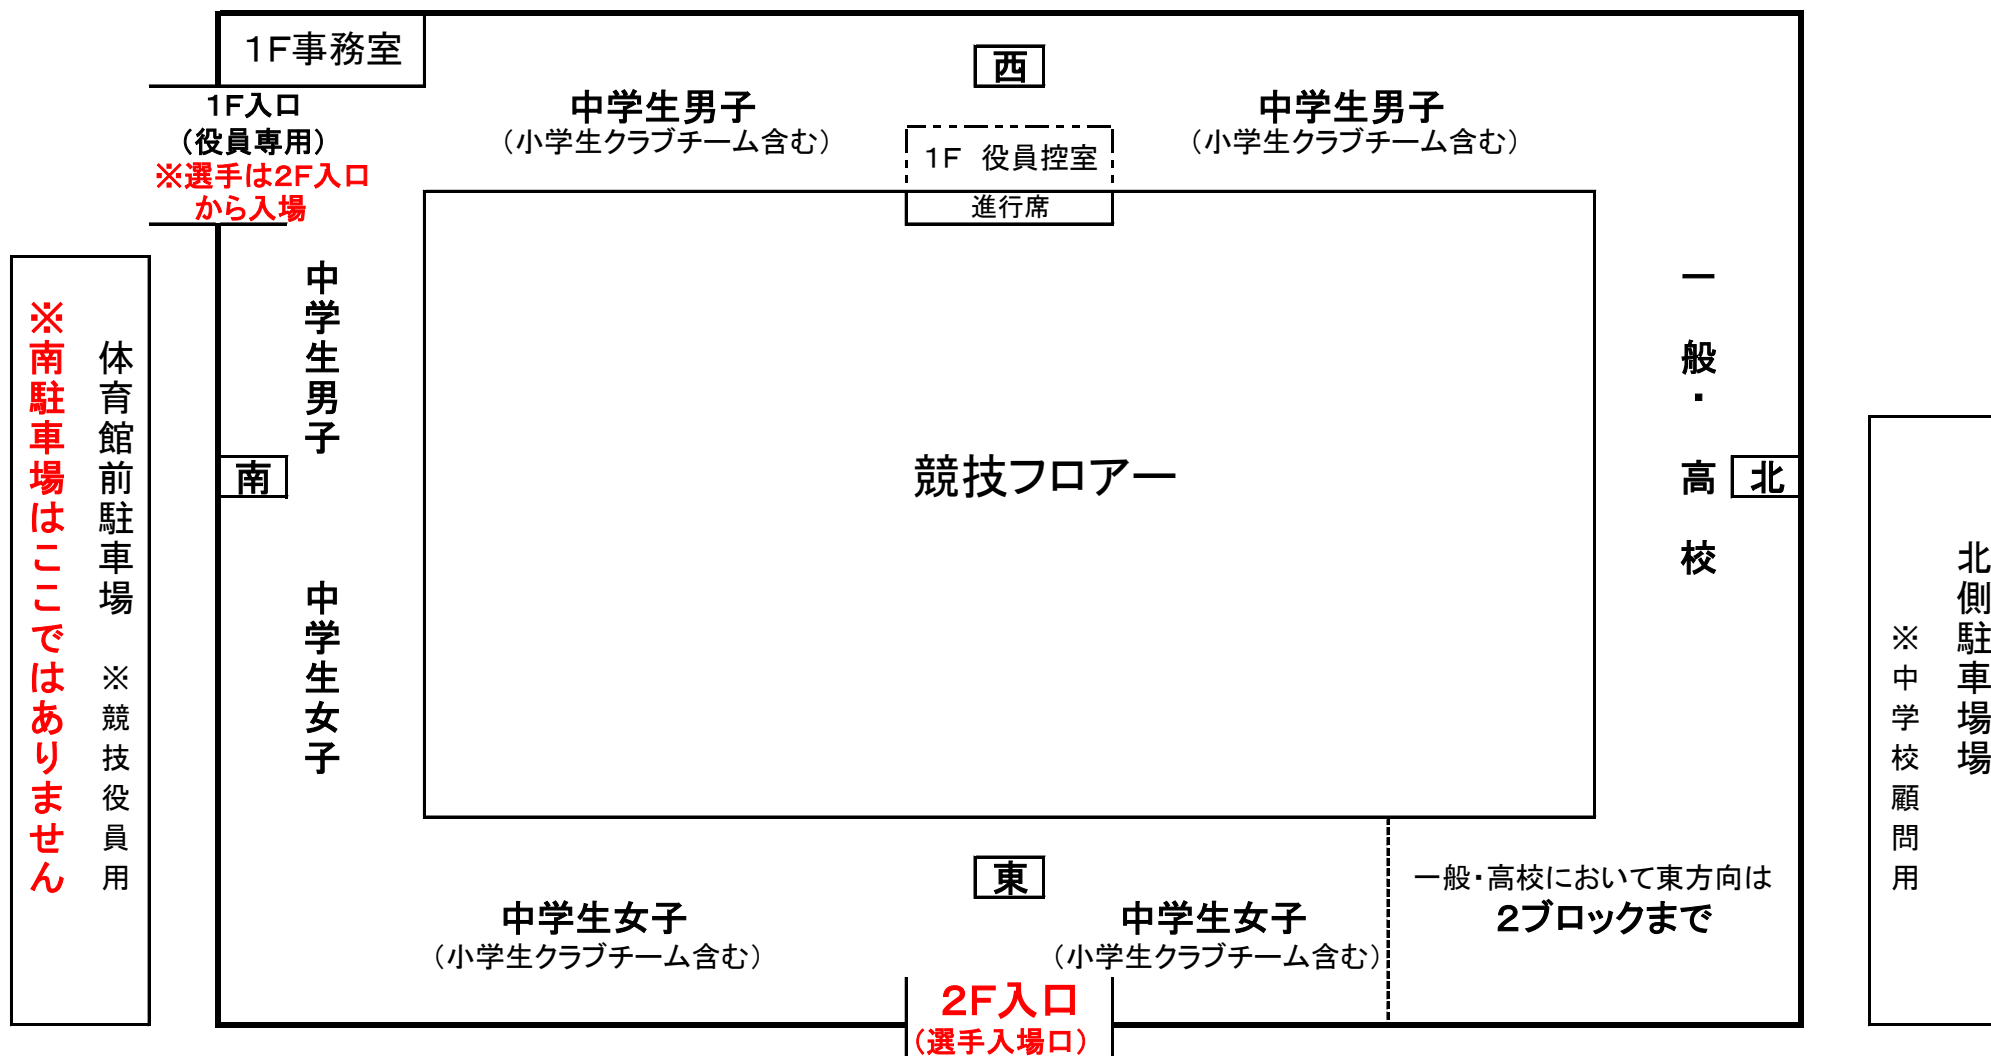 1F事務室
西
1F入口
(役員専用)
※選手は2F入口
から入場
中学生男子
(小学生クラブチーム含む)
中学生男子
(小学生クラブチーム含む)
1F 役員控室
進行席
※南駐車場はここではありません
体育館前駐車場 ※競技役員用
中学生男子
南
中学生女子
競技フロアー
一般・高校
北
北側駐車場場
※中学校顧問用
東
中学生女子
(小学生クラブチーム含む)
中学生女子
(小学生クラブチーム含む)
一般・高校において東方向は
2ブロックまで
2F入口
(選手入場口)